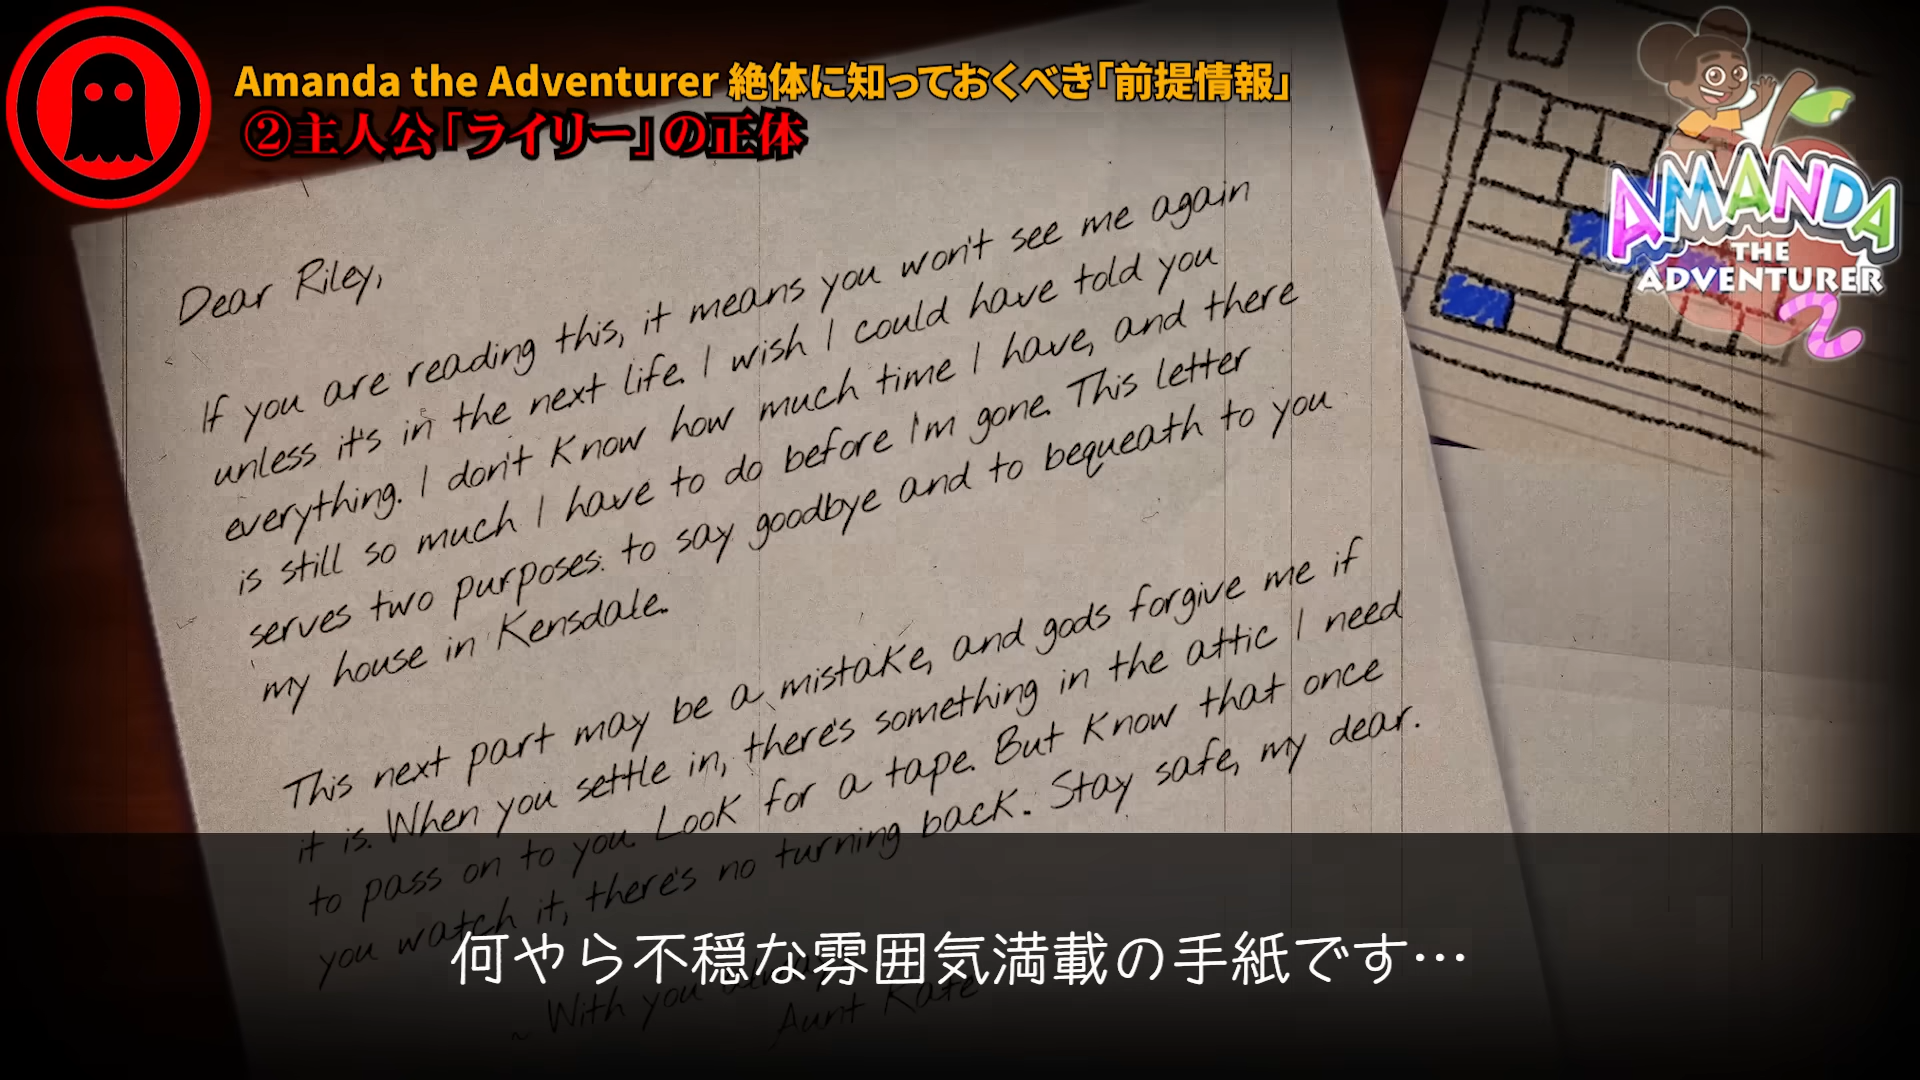 Amanda the Adventurer 絶体に知っておくべき「前提情報」
②主人公「ライリー」の正体
AMANDA
THE
ADVENTURER
2
Dear Riley,
If you are reading this, it means you won't see me again
unless it's in the next life. I wish I could have told you
everything. I don't know how much time I have, and there
is still so much I have to do before I'm gone. This letter
serves two purposes: to say goodbye and to bequeath to you
my house in Kensdale.
This next part may be a mistake, and gods forgive me if
it is. When you settle in, there's something in the attic I need
to pass on to you. Look for a tape. But know that once
you watch it, there's no turning back. Stay safe, my dear.
~ With you always
Aunt Kate
何やら不穏な雰囲気満載の手紙です…